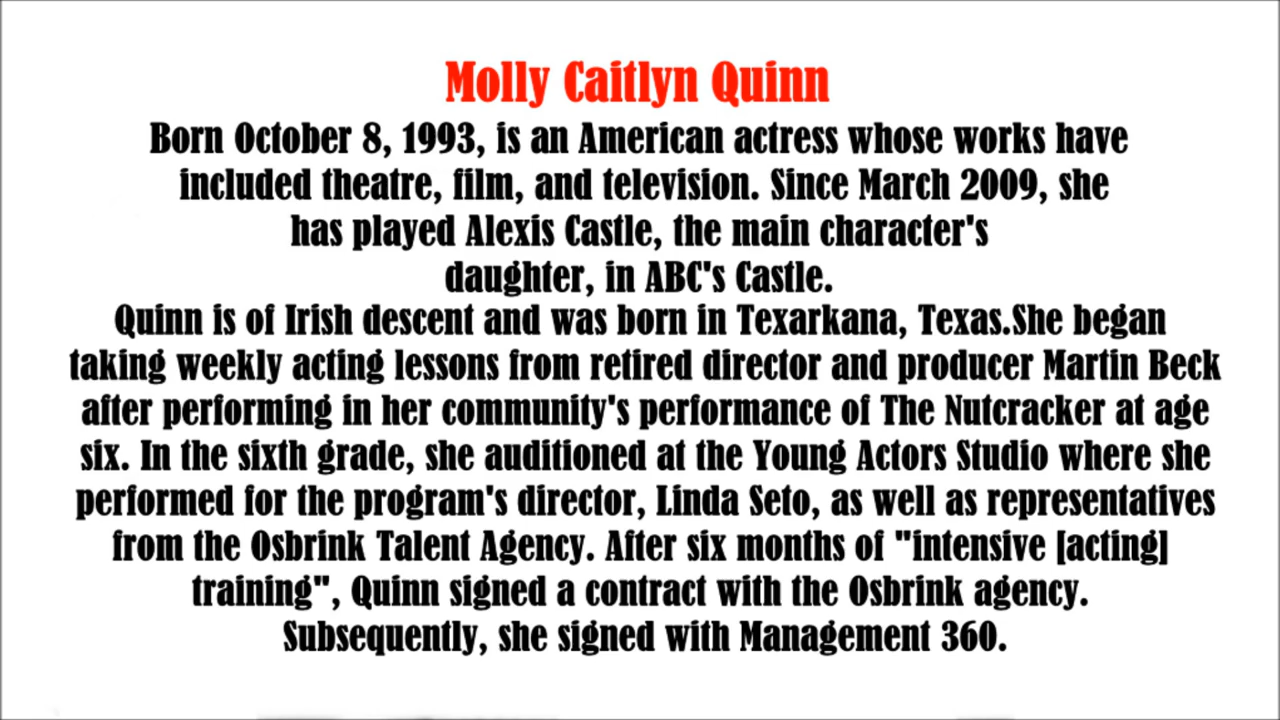 Molly Caitlyn Quinn
Born October 8, 1993, is an American actress whose works have
included theatre, film, and television. Since March 2009, she
has played Alexis Castle, the main character's
daughter, in ABC's Castle.
Quinn is of Irish descent and was born in Texarkana, Texas.She began
taking weekly acting lessons from retired director and producer Martin Beck
after performing in her community's performance of The Nutcracker at age
six. In the sixth grade, she auditioned at the Young Actors Studio where she
performed for the program's director, Linda Seto, as well as representatives
from the Osbrink Talent Agency. After six months of "intensive [acting]
training", Quinn signed a contract with the Osbrink agency.
Subsequently, she signed with Management 360.